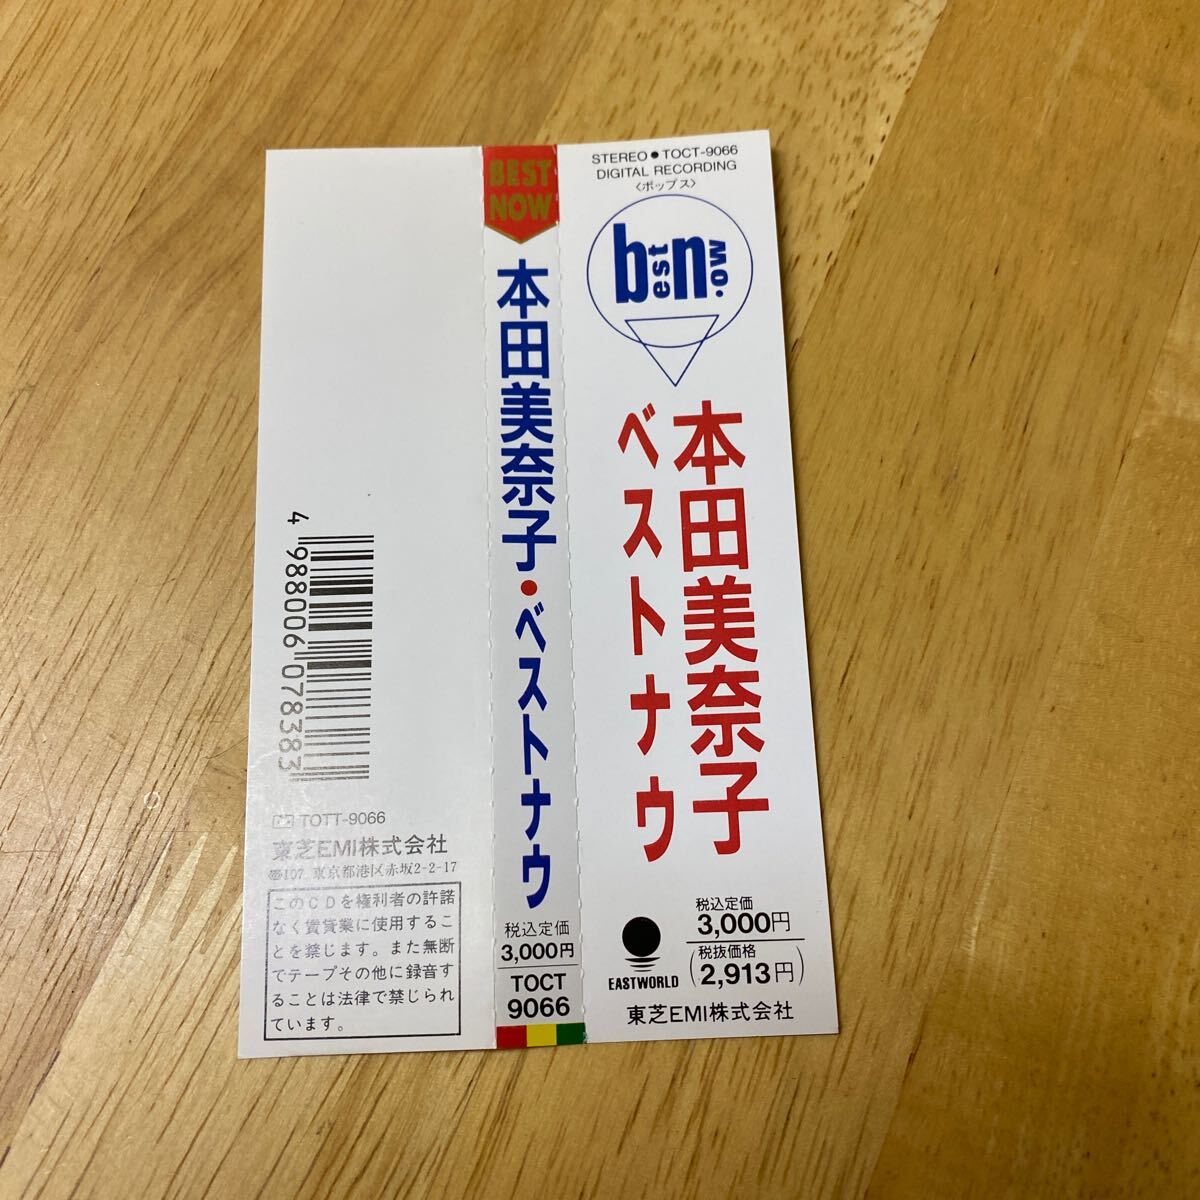 STEREO●TOCT-9066
DIGITAL RECORDING
〈ポップス〉
best now.
本田美奈子
ベストナウ
税込定価
3,000円
税抜価格
(2,913円)
EASTWORLD
東芝EMI株式会社
BEST
NOW
本田美奈子・ベストナウ
税込定価
3,000円
TOCT
9066
4 988006 078383
TOTT-9066
東芝EMI株式会社
〠107 東京都港区赤坂2-2-17
このCDを権利者の許諾
なく賃貸業に使用するこ
とを禁じます。また無断
でテープその他に録音す
ることは法律で禁じられ
ています。